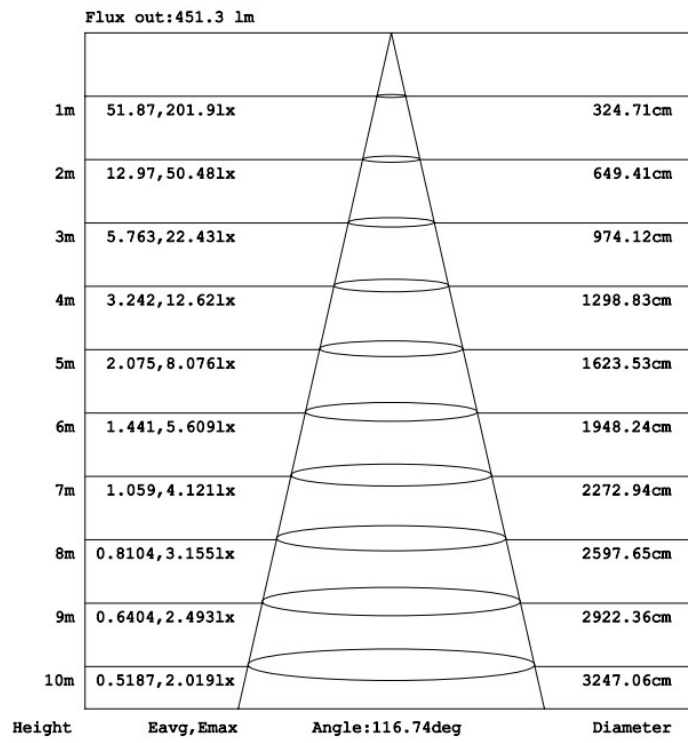 Flux out:451.3 lm
1m 51.87,201.9lx 324.71cm
2m 12.97,50.48lx 649.41cm
3m 5.763,22.43lx 974.12cm
4m 3.242,12.62lx 1298.83cm
5m 2.075,8.076lx 1623.53cm
6m 1.441,5.609lx 1948.24cm
7m 1.059,4.121lx 2272.94cm
8m 0.8104,3.155lx 2597.65cm
9m 0.6404,2.493lx 2922.36cm
10m 0.5187,2.019lx 3247.06cm
Height Eavg,Emax Angle:116.74deg Diameter